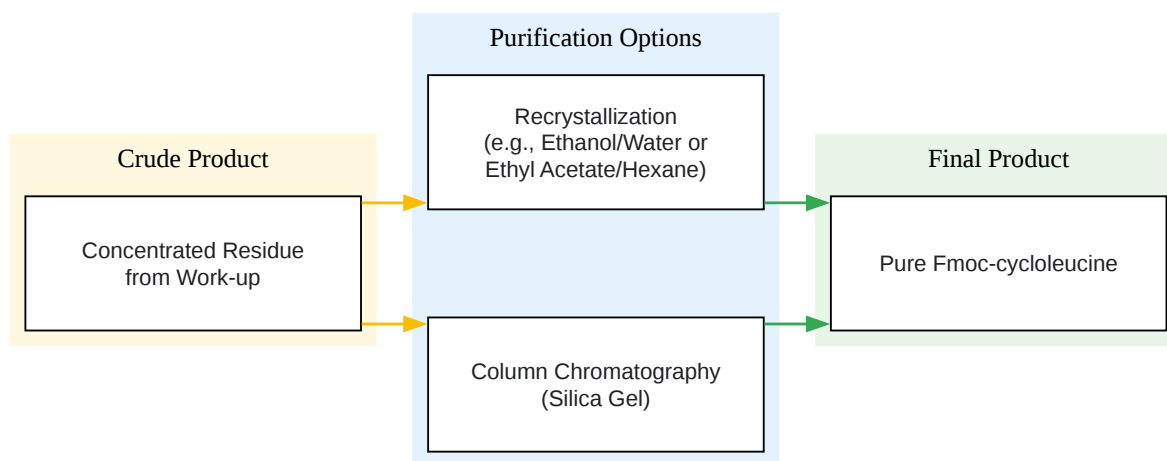 Crude Product
Concentrated Residue
from Work-up
Purification Options
Recrystallization
(e.g., Ethanol/Water or
Ethyl Acetate/Hexane)
Column Chromatography
(Silica Gel)
Final Product
Pure Fmoc-cycloleucine